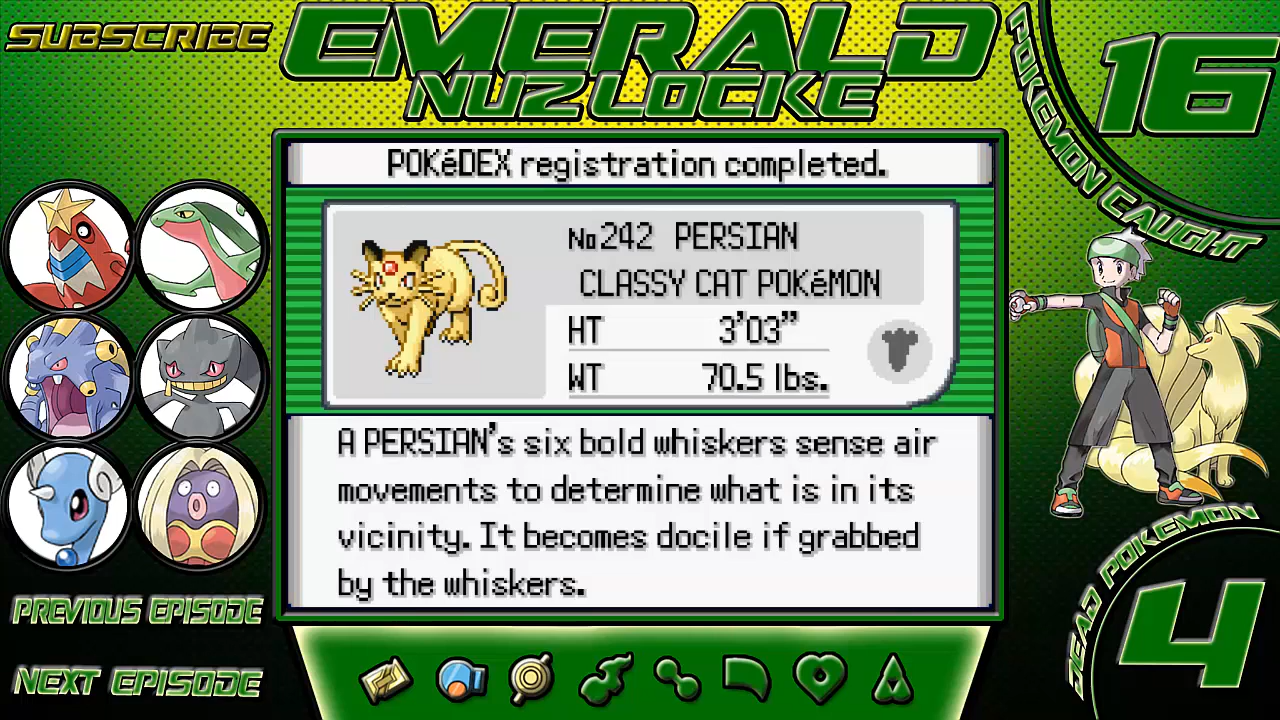 SUBSCRIBE
EMERALD
NUZLOCKE
POKEMON CAUGHT
16
POKéDEX registration completed.
No242 PERSIAN
CLASSY CAT POKéMON
HT 3'03"
WT 70.5 lbs.
A PERSIAN's six bold whiskers sense air
movements to determine what is in its
vicinity. It becomes docile if grabbed
by the whiskers.
PREVIOUS EPISODE
NEXT EPISODE
DEAD POKEMON
4